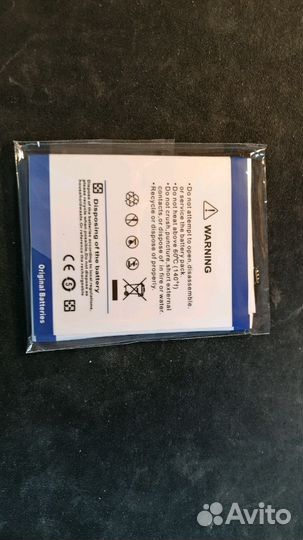 WARNING
•Do not attempt to open, disassemble,
or service the battery pack.
•Do not heat above 60°C (140°F)
•Do not crush, puncture, short external
contacts,or dispose of in fire or water.
•Recycle or dispose of properly.
Disposing of the battery.
Original Batteries
CE
Avito